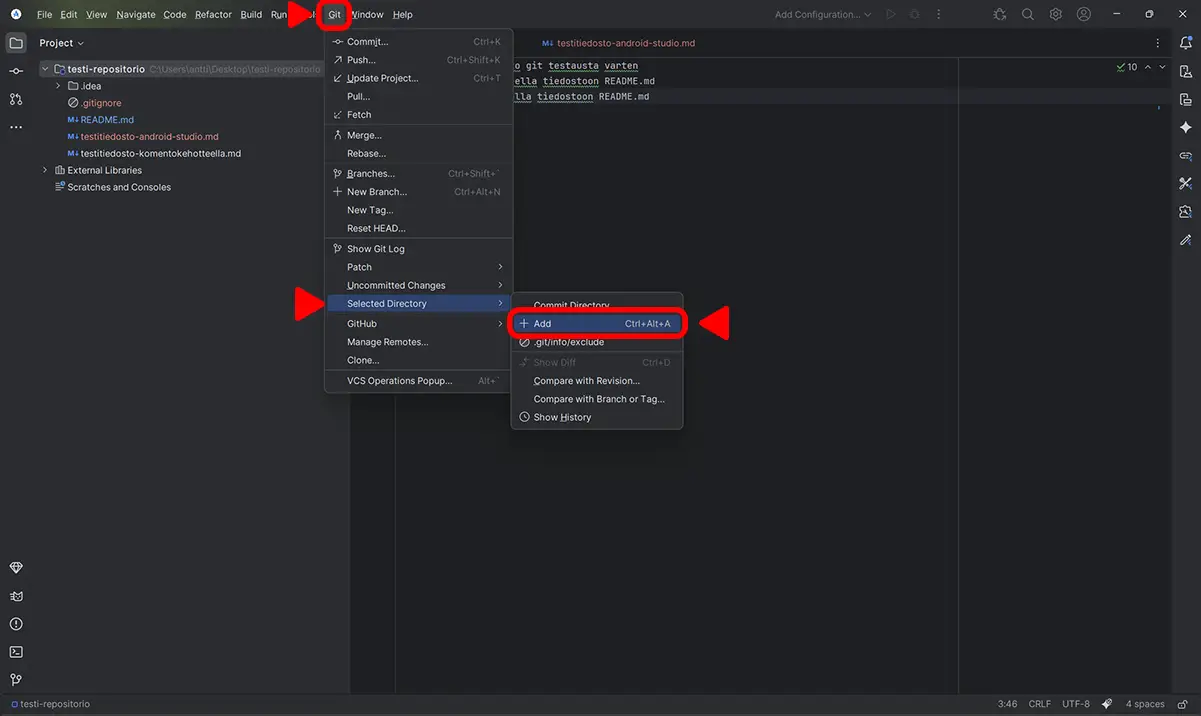 File Edit View Navigate Code Refactor Build Run Git Window Help
Add Configuration...
Project
testitiedosto-android-studio.md
testi-repositorio C:\Users\antti\Desktop\testi-repositorio
.idea
.gitignore
README.md
testitiedosto-android-studio.md
testitiedosto-komentokehotteella.md
External Libraries
Scratches and Consoles
git testausta varten
tiedostoon README.md
tiedostoon README.md
10
Commit... Ctrl+K
Push... Ctrl+Shift+K
Update Project... Ctrl+T
Pull...
Fetch
Merge...
Rebase...
Branches... Ctrl+Shift+`
New Branch... Ctrl+Alt+N
New Tag...
Reset HEAD...
Show Git Log
Patch
Uncommitted Changes
Selected Directory
GitHub
Manage Remotes...
Clone...
VCS Operations Popup... Alt+`
Commit Directory...
Add Ctrl+Alt+A
.git/info/exclude
Show Diff Ctrl+D
Compare with Revision...
Compare with Branch or Tag...
Show History
testi-repositorio
3:46 CRLF UTF-8 4 spaces